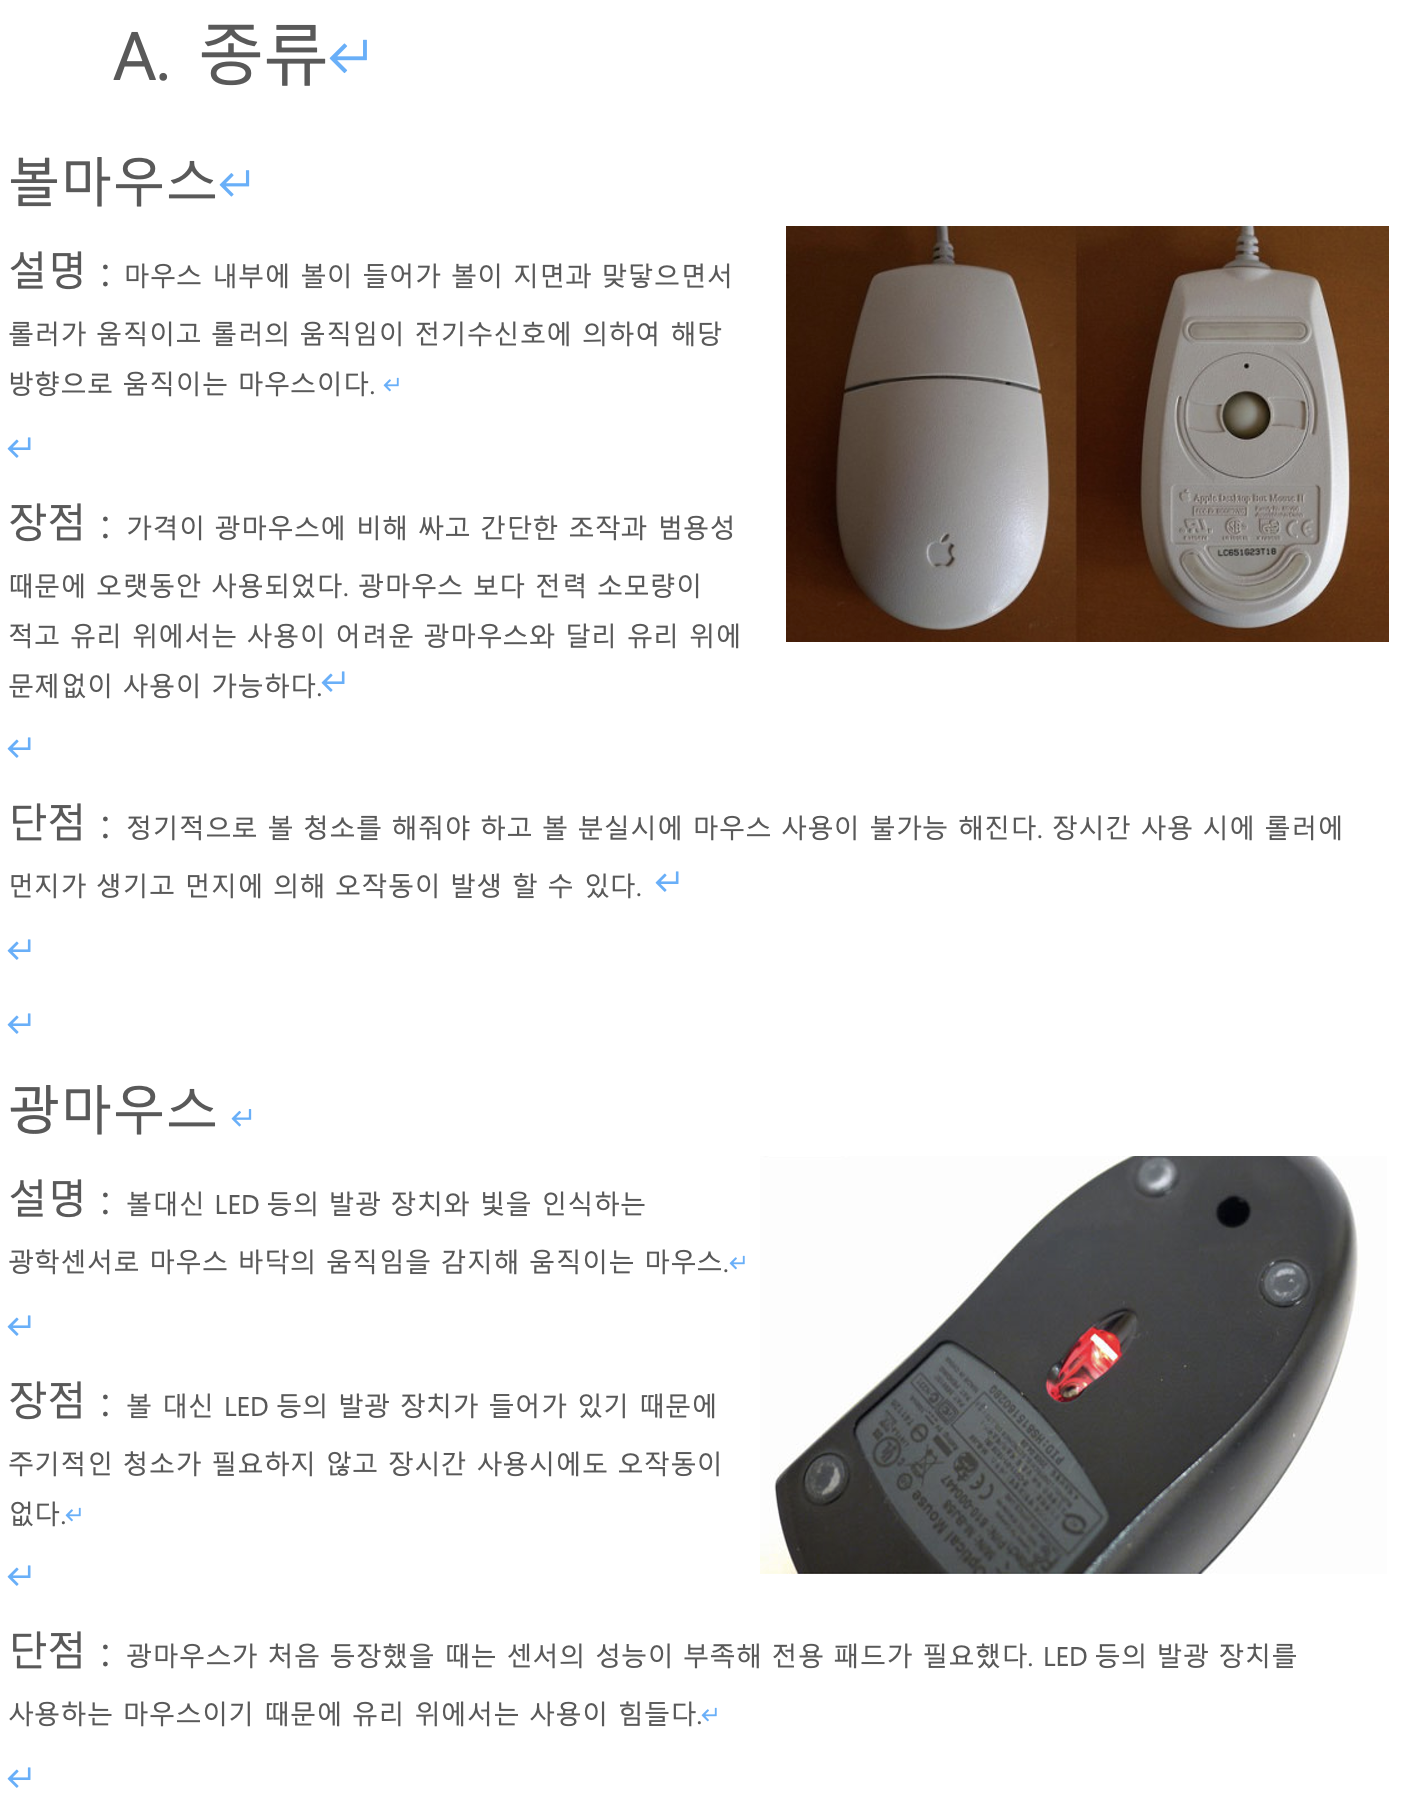 A. 종류
볼마우스
설명 : 마우스 내부에 볼이 들어가 볼이 지면과 맞닿으면서
롤러가 움직이고 롤러의 움직임이 전기수신호에 의하여 해당
방향으로 움직이는 마우스이다.
장점 : 가격이 광마우스에 비해 싸고 간단한 조작과 범용성
때문에 오랫동안 사용되었다. 광마우스 보다 전력 소모량이
적고 유리 위에서는 사용이 어려운 광마우스와 달리 유리 위에
문제없이 사용이 가능하다.
Apple Desktop Bus Mouse II
LC651G23T18
단점 : 정기적으로 볼 청소를 해줘야 하고 볼 분실시에 마우스 사용이 불가능 해진다. 장시간 사용 시에 롤러에
먼지가 생기고 먼지에 의해 오작동이 발생 할 수 있다.
광마우스
설명 : 볼대신 LED 등의 발광 장치와 빛을 인식하는
광학센서로 마우스 바닥의 움직임을 감지해 움직이는 마우스.
장점 : 볼 대신 LED 등의 발광 장치가 들어가 있기 때문에
주기적인 청소가 필요하지 않고 장시간 사용시에도 오작동이
없다.
Optical Mouse
단점 : 광마우스가 처음 등장했을 때는 센서의 성능이 부족해 전용 패드가 필요했다. LED 등의 발광 장치를
사용하는 마우스이기 때문에 유리 위에서는 사용이 힘들다.